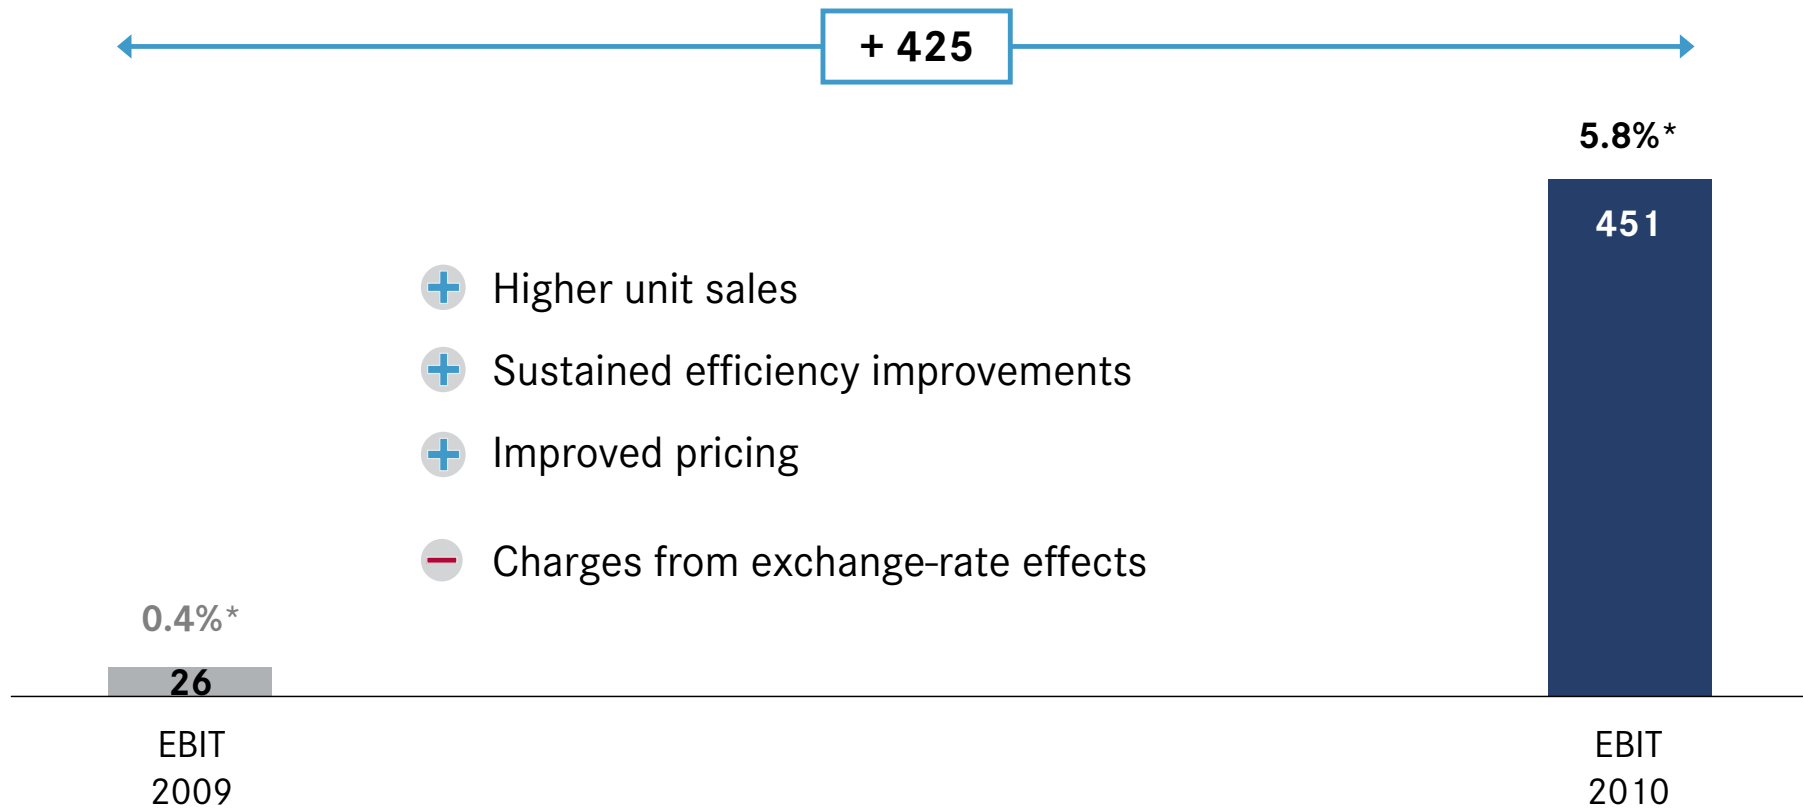 + 425
5.8%*
451
Higher unit sales
Sustained efficiency improvements
Improved pricing
Charges from exchange-rate effects
0.4%*
26
EBIT
2009
EBIT
2010